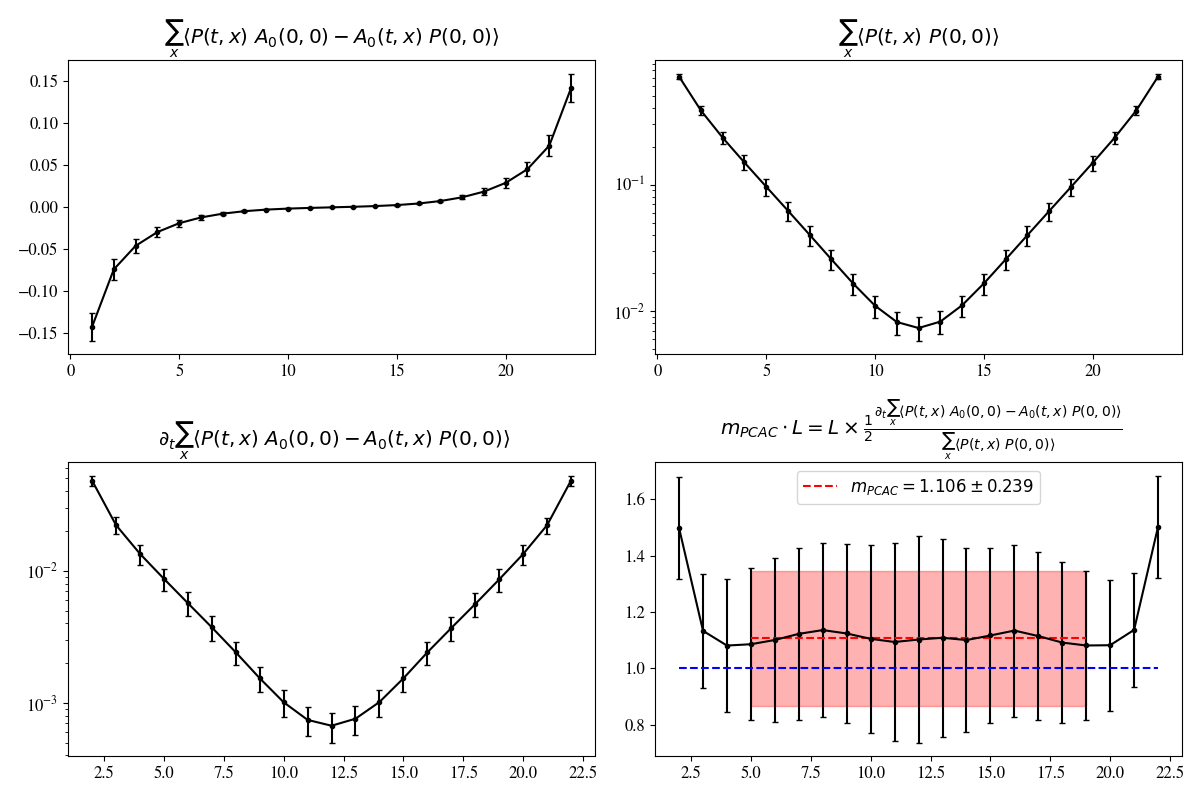 ∑ₓ⟨P(t, x) A₀(0, 0) − A₀(t, x) P(0, 0)⟩
0.15
0.10
0.05
0.00
−0.05
−0.10
−0.15
0 5 10 15 20
∑ₓ⟨P(t, x) P(0, 0)⟩
10⁻¹
10⁻²
0 5 10 15 20
∂ₜ∑ₓ⟨P(t, x) A₀(0, 0) − A₀(t, x) P(0, 0)⟩
10⁻²
10⁻³
2.5 5.0 7.5 10.0 12.5 15.0 17.5 20.0 22.5
m_PCAC · L = L × 1/2 ∂ₜ∑ₓ⟨P(t, x) A₀(0, 0) − A₀(t, x) P(0, 0)⟩ / ∑ₓ⟨P(t, x) P(0, 0)⟩
m_PCAC = 1.106 ± 0.239
1.6
1.4
1.2
1.0
0.8
2.5 5.0 7.5 10.0 12.5 15.0 17.5 20.0 22.5